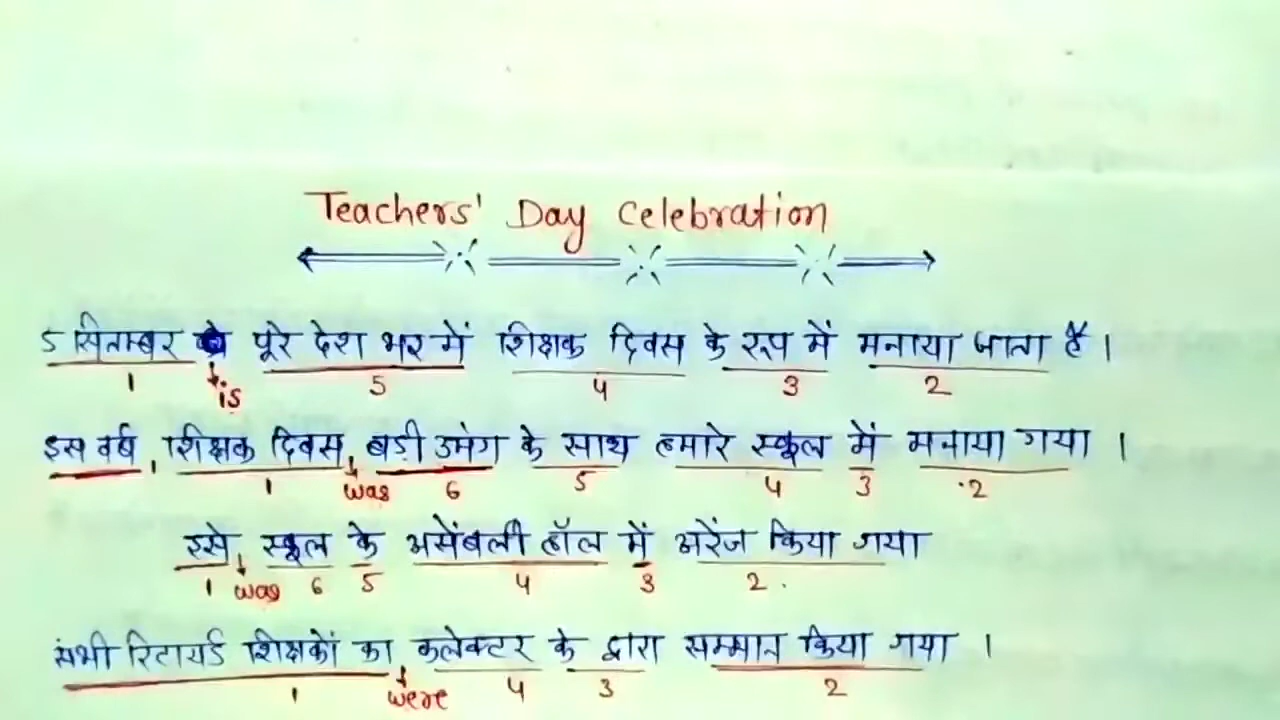 Teachers' Day Celebration
5 सितम्बर को पूरे देश भर में शिक्षक दिवस के रूप में मनाया जाता है।
1 is 5 4 3 2
इस वर्ष, शिक्षक दिवस, बड़ी उमंग के साथ हमारे स्कूल में मनाया गया।
1 was 6 5 4 3 2
इसे, स्कूल के असेंबली हॉल में अरेंज किया गया
1 was 6 5 4 3 2.
सभी रिटायर्ड शिक्षकों का कलेक्टर के द्वारा सम्मान किया गया।
1 were 4 3 2